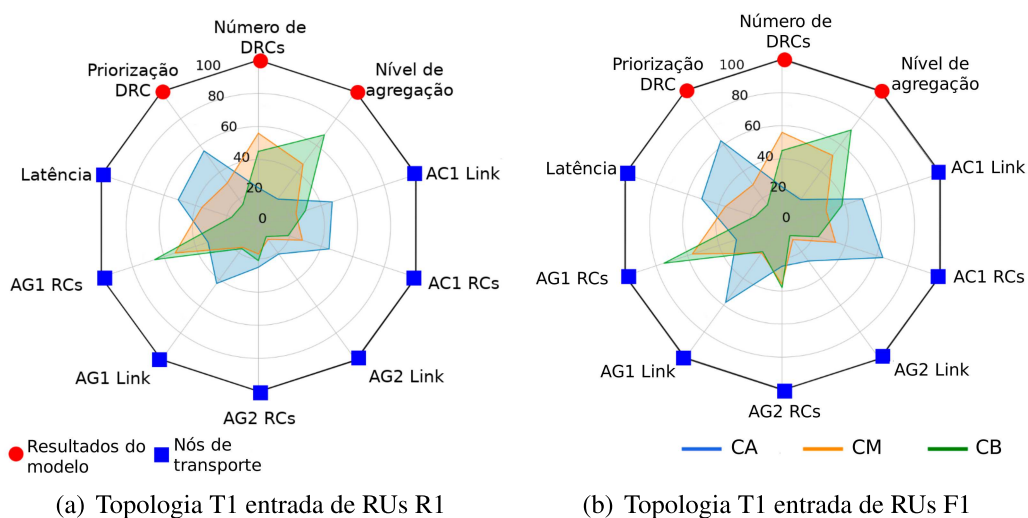 Número de
DRCs
Nível de
agregação
AC1 Link
AC1 RCs
AG2 Link
AG2 RCs
AG1 Link
AG1 RCs
Latência
Priorização
DRC
100
80
60
40
20
0
Resultados do
modelo
Nós de
transporte
(a) Topologia T1 entrada de RUs R1
Número de
DRCs
Nível de
agregação
AC1 Link
AC1 RCs
AG2 Link
AG2 RCs
AG1 Link
AG1 RCs
Latência
Priorização
DRC
100
80
60
40
20
0
CA
CM
CB
(b) Topologia T1 entrada de RUs F1